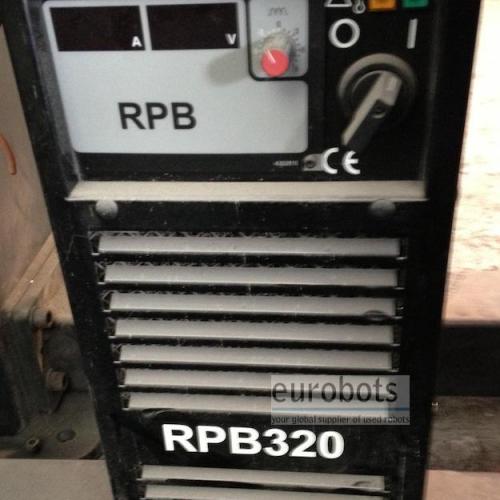 A
V
RPB
CE
eurobots
your global supplier of used robots
RPB320